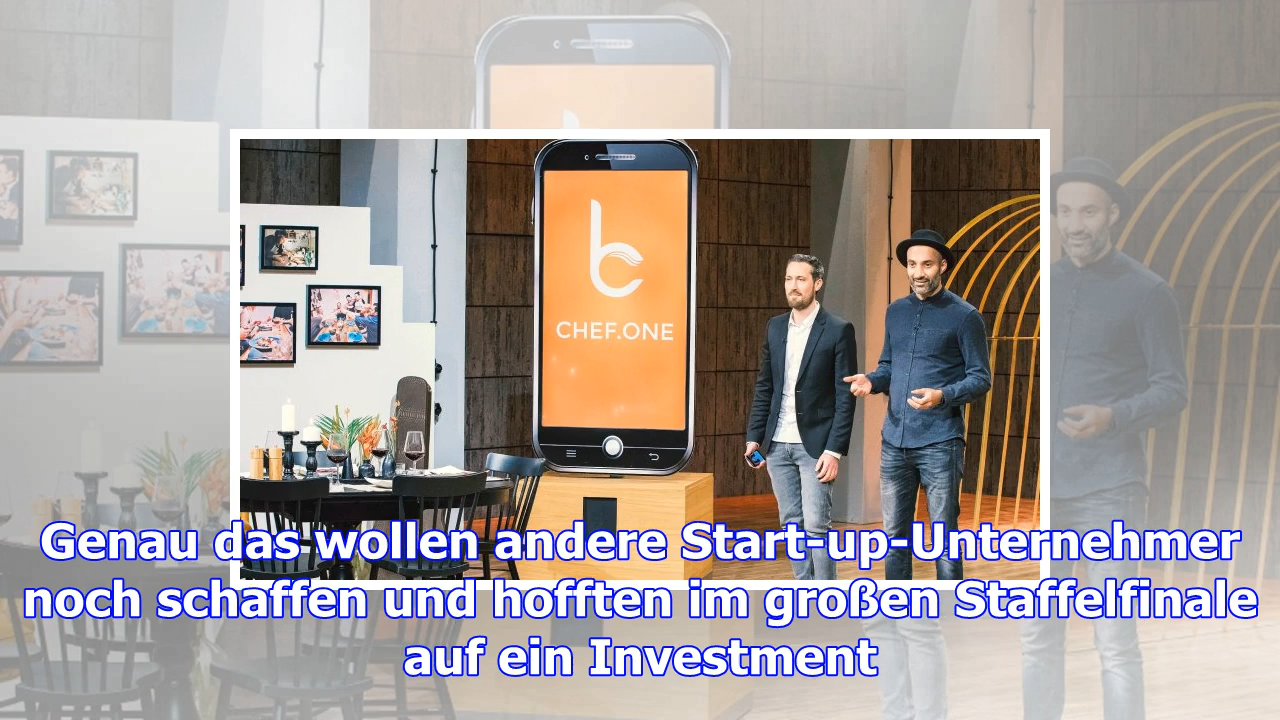 CHEF.ONE
Genau das wollen andere Start-up-Unternehmer
noch schaffen und hofften im großen Staffelfinale
auf ein Investment